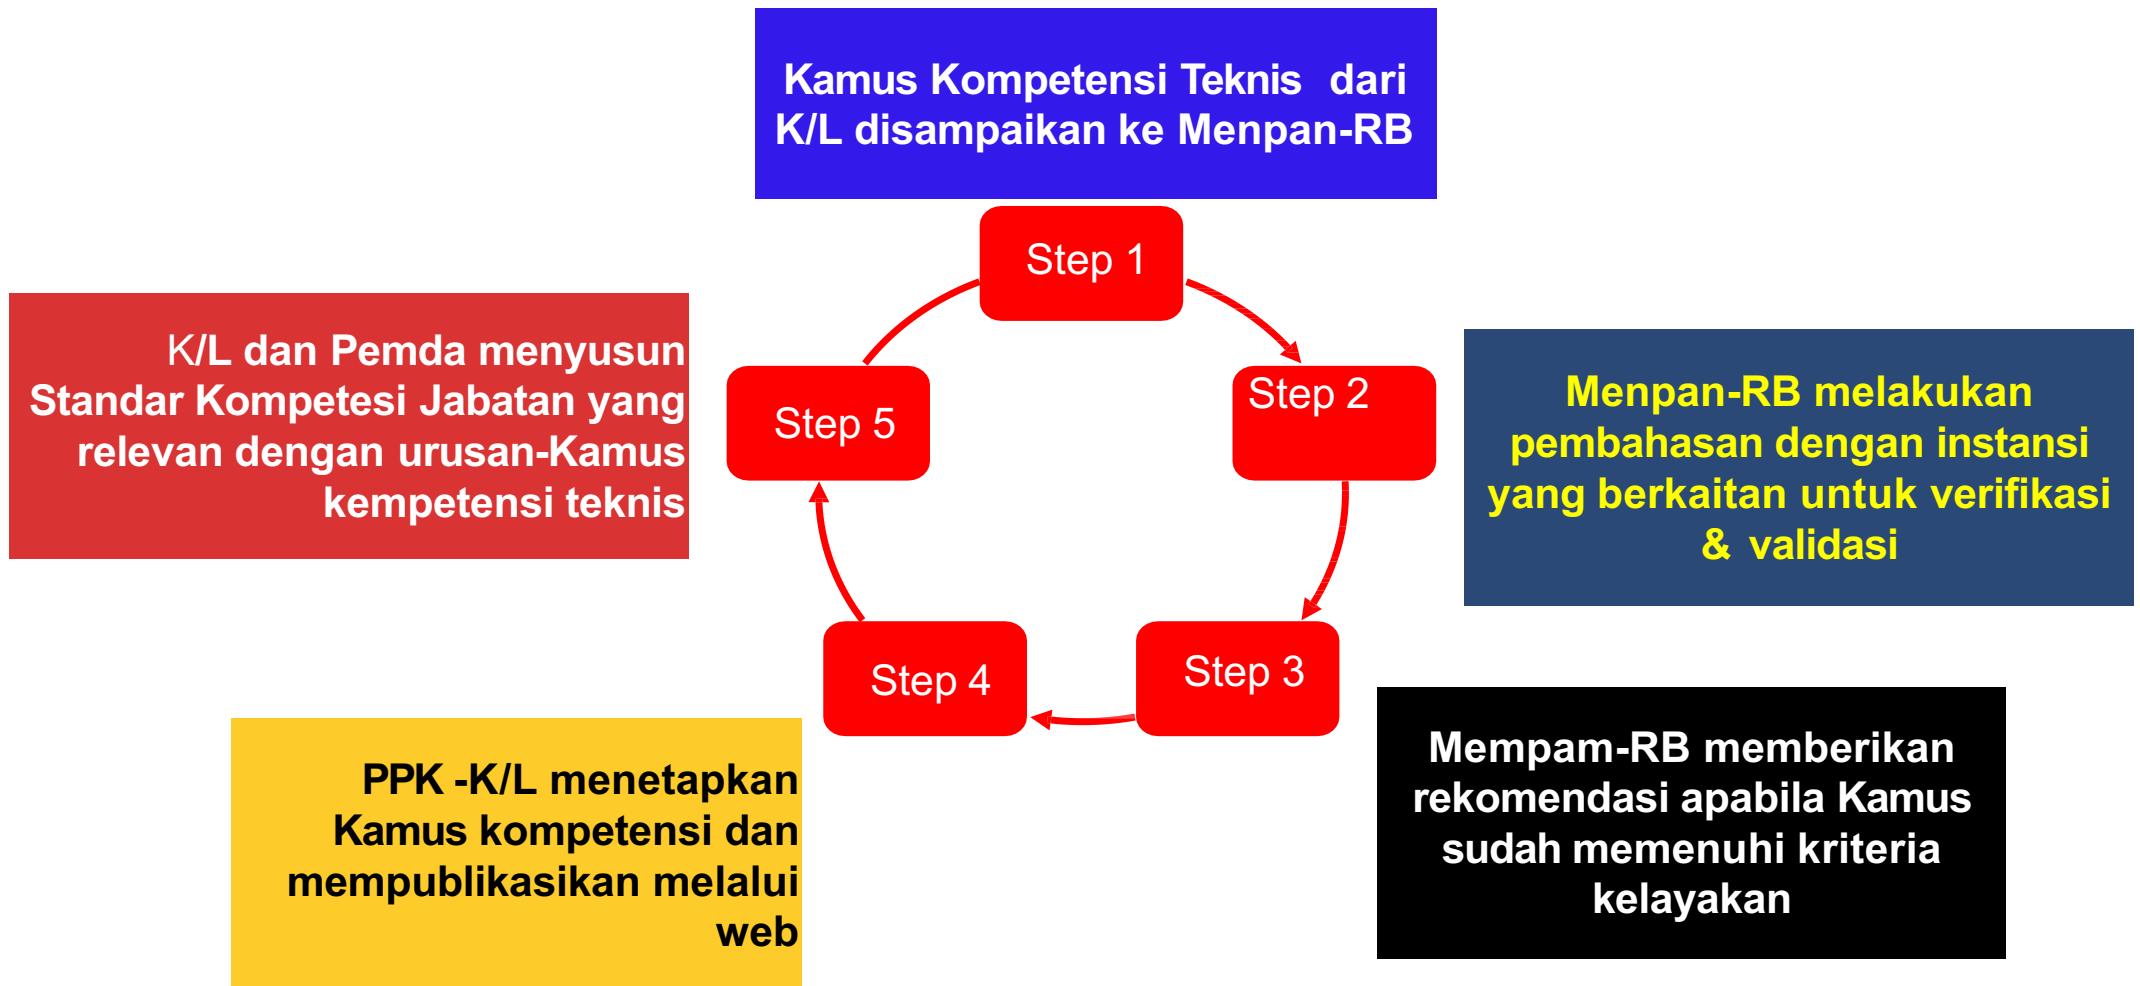 Kamus Kompetensi Teknis dari
K/L disampaikan ke Menpan-RB
Step 1
Step 2
Menpan-RB melakukan
pembahasan dengan instansi
yang berkaitan untuk verifikasi
& validasi
Step 3
Mempam-RB memberikan
rekomendasi apabila Kamus
sudah memenuhi kriteria
kelayakan
Step 4
PPK -K/L menetapkan
Kamus kompetensi dan
mempublikasikan melalui
web
Step 5
K/L dan Pemda menyusun
Standar Kompetesi Jabatan yang
relevan dengan urusan-Kamus
kempetensi teknis